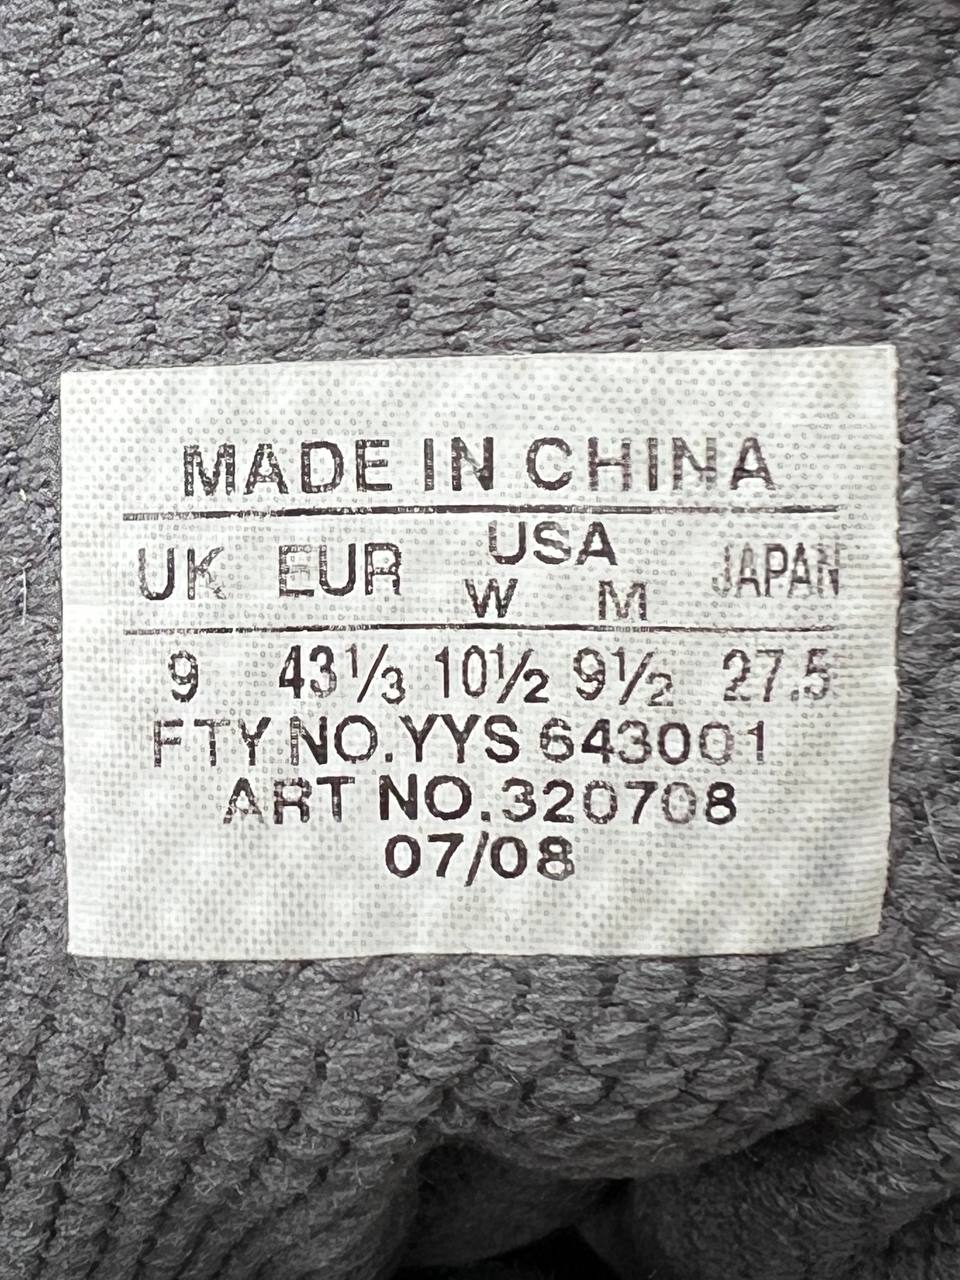 MADE IN CHINA
UK EUR USA JAPAN
W M
9 43⅓ 10½ 9½ 27.5
FTY NO.YYS 643001
ART NO.320708
07/08